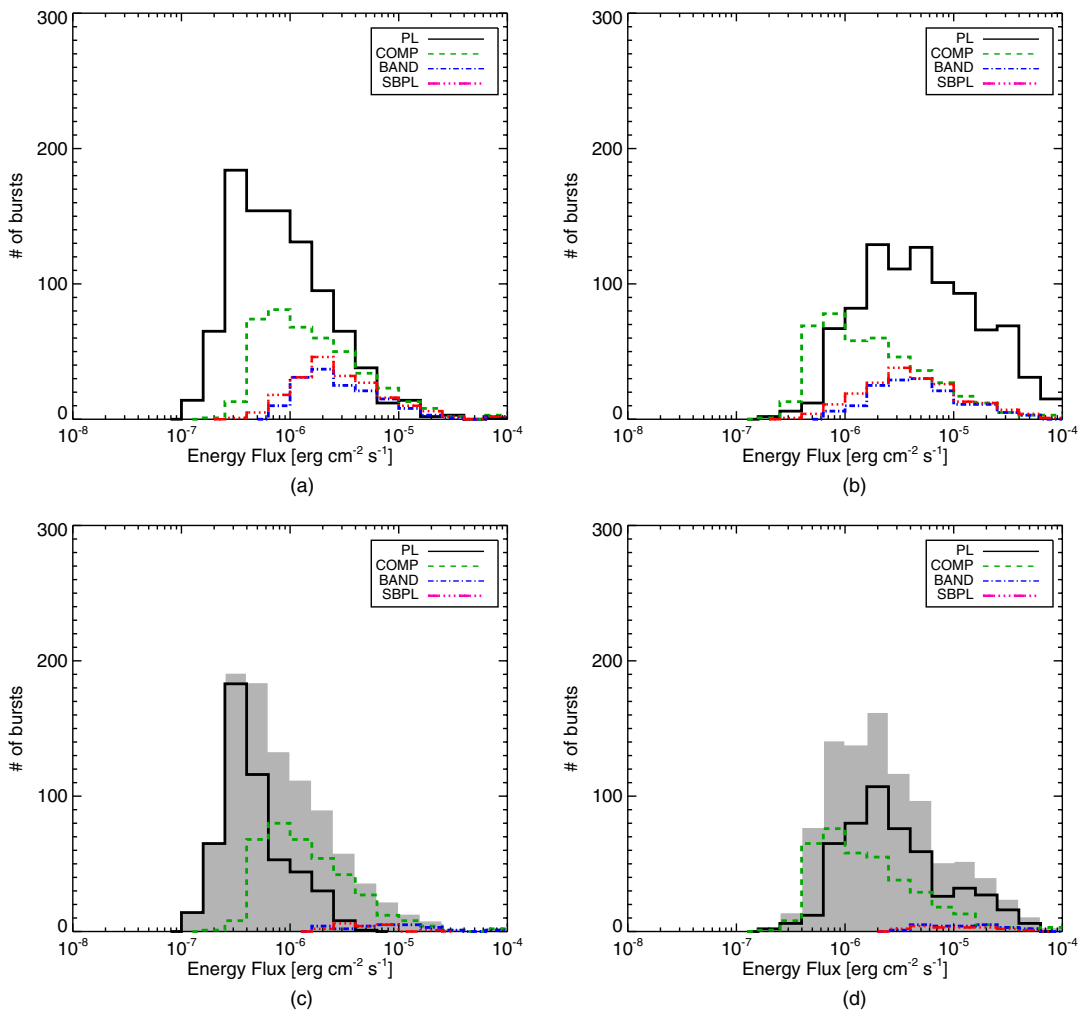 300
200
100
0
# of bursts
PL
COMP
BAND
SBPL
10⁻⁸ 10⁻⁷ 10⁻⁶ 10⁻⁵ 10⁻⁴
Energy Flux [erg cm⁻² s⁻¹]
(a)
300
200
100
0
# of bursts
PL
COMP
BAND
SBPL
10⁻⁸ 10⁻⁷ 10⁻⁶ 10⁻⁵ 10⁻⁴
Energy Flux [erg cm⁻² s⁻¹]
(b)
300
200
100
0
# of bursts
PL
COMP
BAND
SBPL
10⁻⁸ 10⁻⁷ 10⁻⁶ 10⁻⁵ 10⁻⁴
Energy Flux [erg cm⁻² s⁻¹]
(c)
300
200
100
0
# of bursts
PL
COMP
BAND
SBPL
10⁻⁸ 10⁻⁷ 10⁻⁶ 10⁻⁵ 10⁻⁴
Energy Flux [erg cm⁻² s⁻¹]
(d)